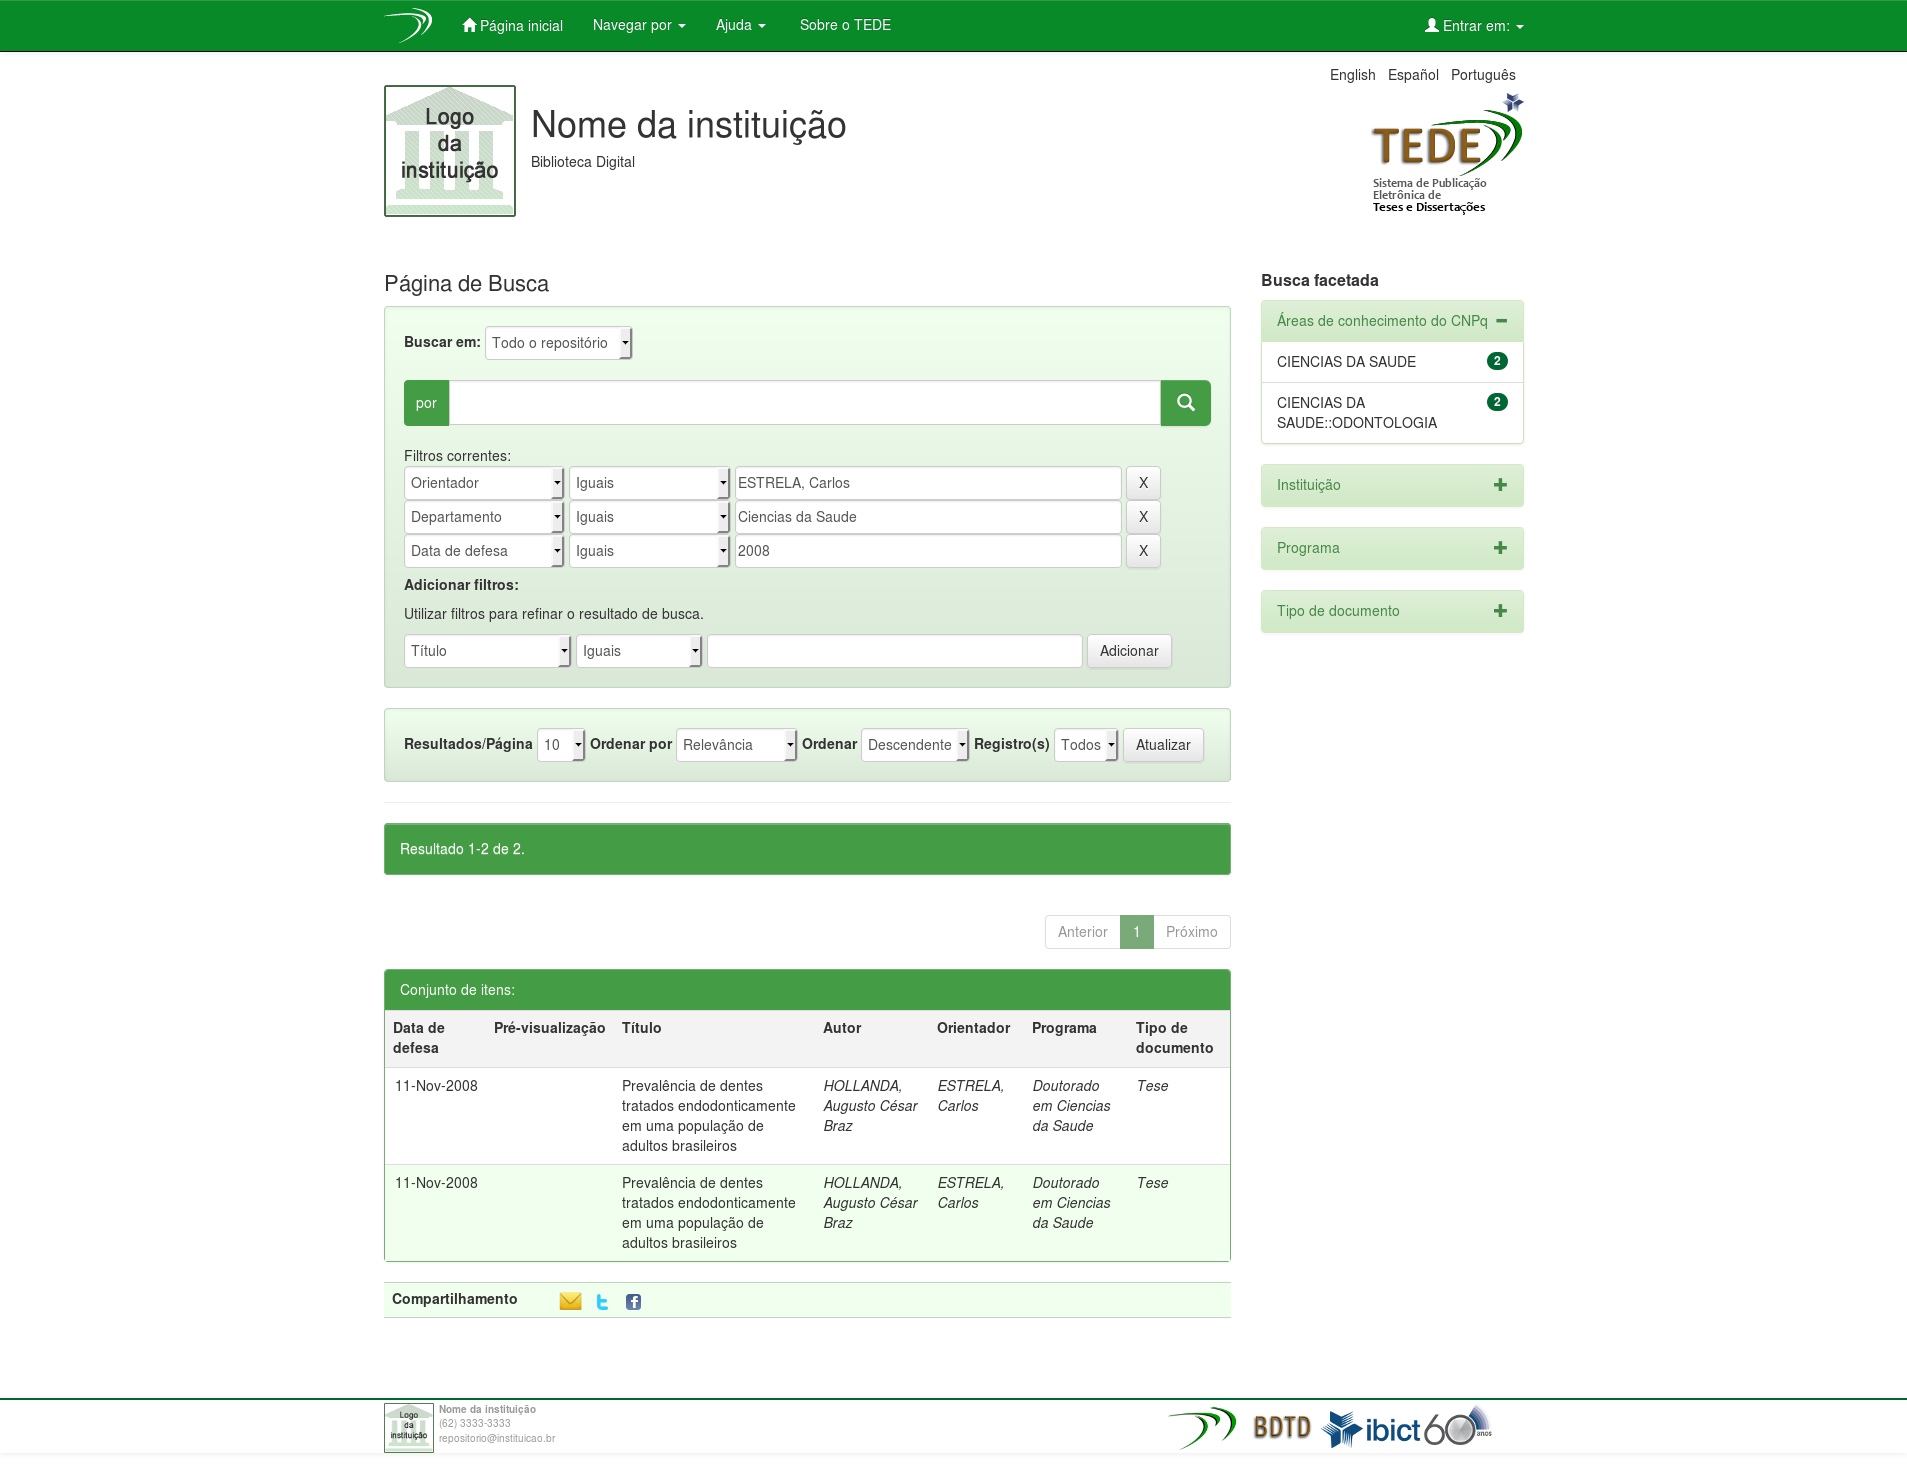 Página inicial Navegar por Ajuda Sobre o TEDE Entrar em:
English Español Português
Logo
da
instituição
Nome da instituição
Biblioteca Digital
TEDE
Sistema de Publicação
Eletrônica de
Teses e Dissertações
Página de Busca
Buscar em: Todo o repositório
por
Filtros correntes:
Orientador Iguais ESTRELA, Carlos X
Departamento Iguais Ciencias da Saude X
Data de defesa Iguais 2008 X
Adicionar filtros:
Utilizar filtros para refinar o resultado de busca.
Título Iguais Adicionar
Resultados/Página 10 Ordenar por Relevância Ordenar Descendente Registro(s) Todos Atualizar
Resultado 1-2 de 2.
Anterior 1 Próximo
Conjunto de itens:
Data de defesa Pré-visualização Título Autor Orientador Programa Tipo de documento
11-Nov-2008 Prevalência de dentes HOLLANDA, ESTRELA, Doutorado Tese
tratados endodonticamente Augusto César Carlos em Ciencias
em uma população de Braz da Saude
adultos brasileiros
11-Nov-2008 Prevalência de dentes HOLLANDA, ESTRELA, Doutorado Tese
tratados endodonticamente Augusto César Carlos em Ciencias
em uma população de Braz da Saude
adultos brasileiros
Compartilhamento
Busca facetada
Áreas de conhecimento do CNPq
CIENCIAS DA SAUDE 2
CIENCIAS DA 2
SAUDE::ODONTOLOGIA
Instituição
Programa
Tipo de documento
Logo
da
instituição
Nome da instituição
(62) 3333-3333
repositorio@instituicao.br
BDTD ibict 60 anos